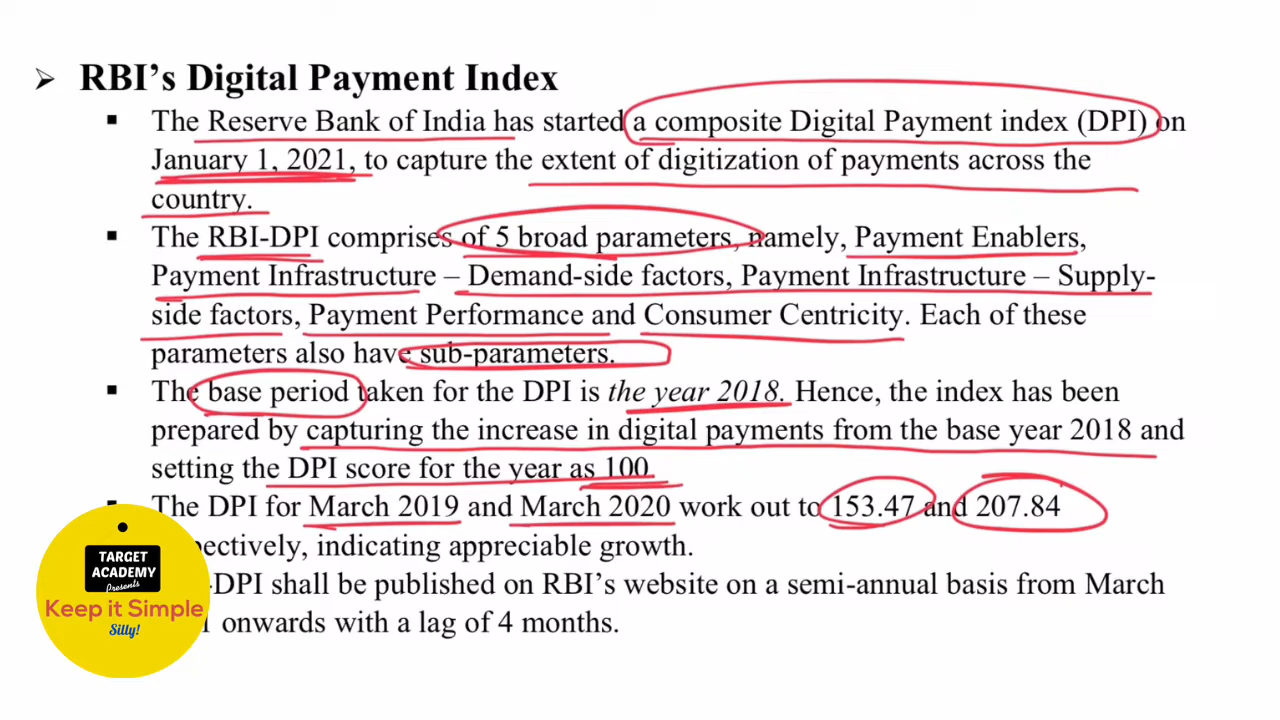 ➢ RBI's Digital Payment Index
▪ The Reserve Bank of India has started a composite Digital Payment index (DPI) on
January 1, 2021, to capture the extent of digitization of payments across the
country.
▪ The RBI-DPI comprises of 5 broad parameters, namely, Payment Enablers,
Payment Infrastructure – Demand-side factors, Payment Infrastructure – Supply-
side factors, Payment Performance and Consumer Centricity. Each of these
parameters also have sub-parameters.
▪ The base period taken for the DPI is the year 2018. Hence, the index has been
prepared by capturing the increase in digital payments from the base year 2018 and
setting the DPI score for the year as 100.
▪ The DPI for March 2019 and March 2020 work out to 153.47 and 207.84
indicating appreciable growth.
-DPI shall be published on RBI's website on a semi-annual basis from March
onwards with a lag of 4 months.
TARGET
ACADEMY
Presents
Keep it Simple
Silly!